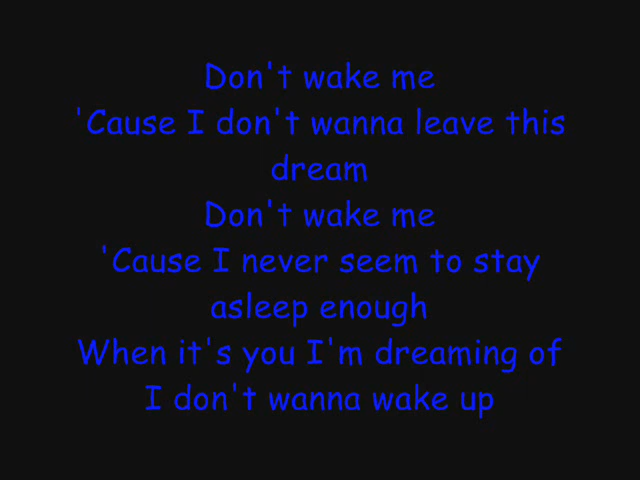 Don't wake me
'Cause I don't wanna leave this
dream
Don't wake me
'Cause I never seem to stay
asleep enough
When it's you I'm dreaming of
I don't wanna wake up